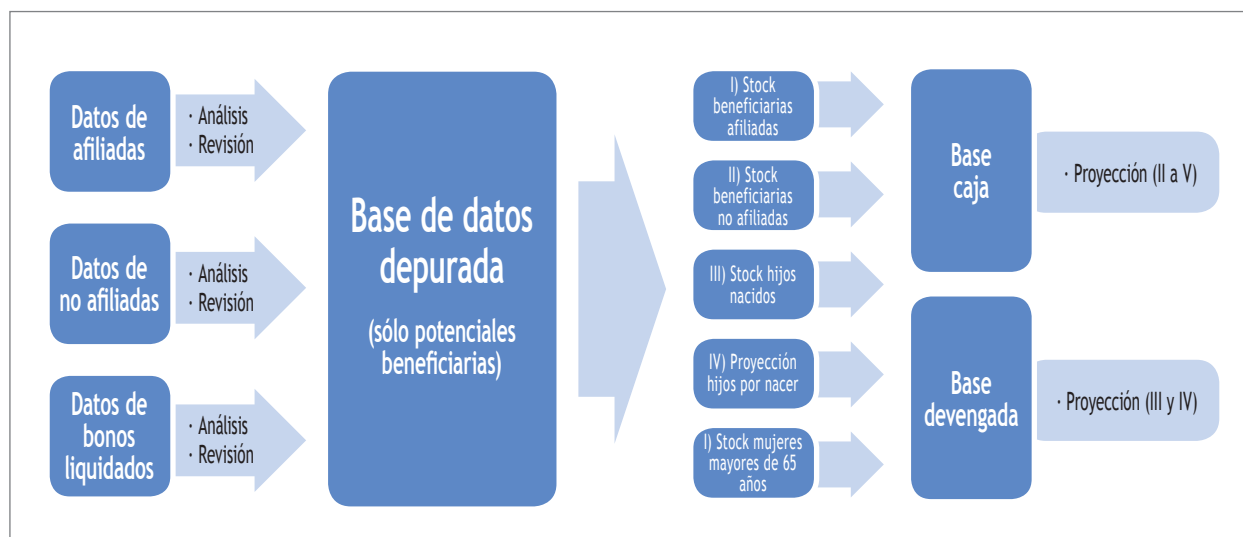 Datos de
afiliadas
· Análisis
· Revisión
Datos de
no afiliadas
· Análisis
· Revisión
Datos de
bonos
liquidados
· Análisis
· Revisión
Base de datos
depurada
(sólo potenciales
beneficiarias)
I) Stock
beneficiarias
afiliadas
II) Stock
beneficiarias
no afiliadas
III) Stock hijos
nacidos
IV) Proyección
hijos por nacer
I) Stock mujeres
mayores de 65
años
Base
caja
· Proyección (II a V)
Base
devengada
· Proyección (III y IV)